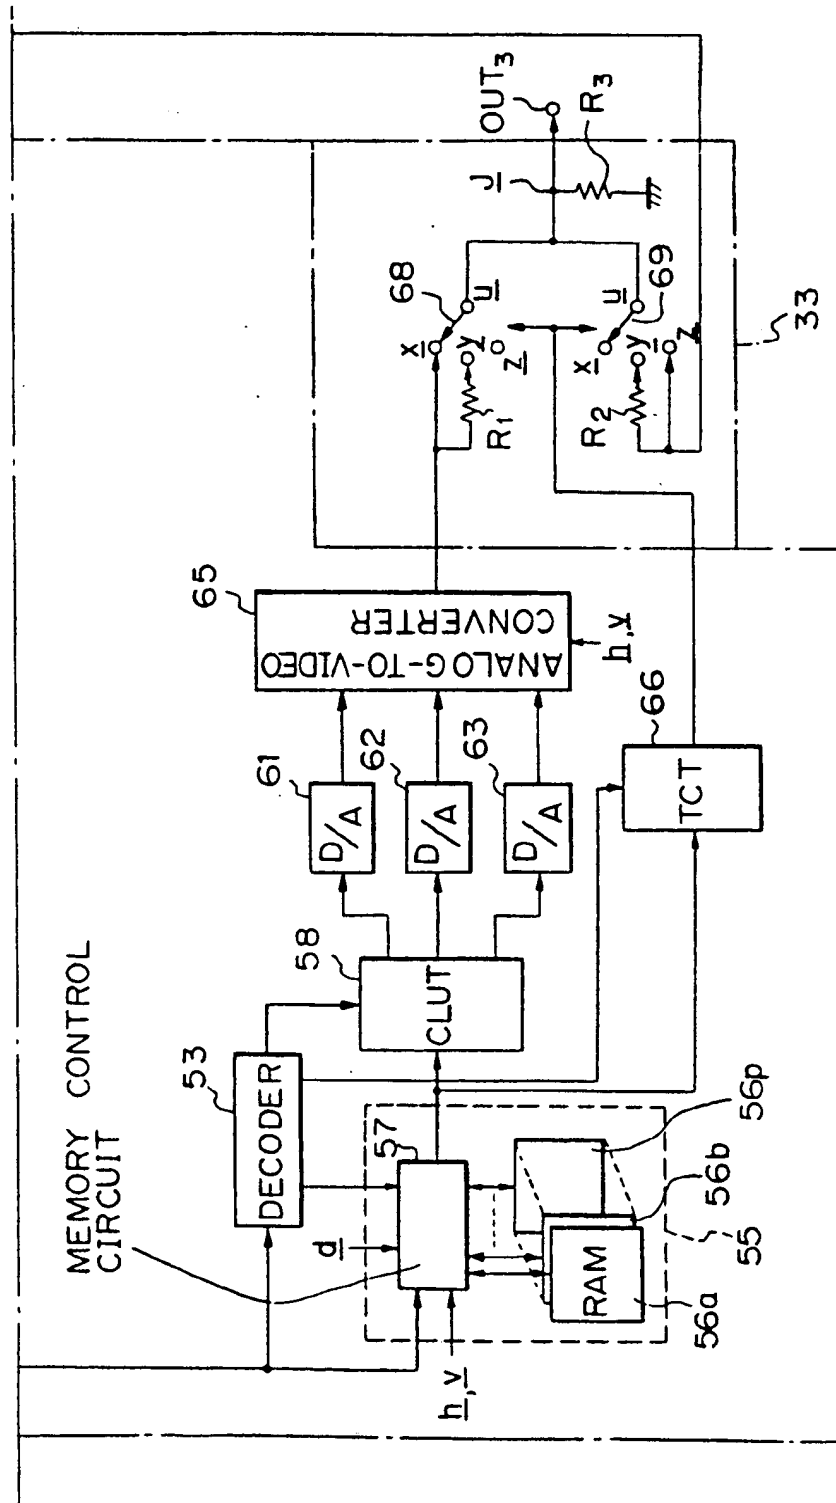 MEMORY CONTROL
CIRCUIT
53
DECODER
57
d
h,v
RAM
56a
56b
56p
55
58
CLUT
61
D/A
62
D/A
63
D/A
65
ANALOG-TO-VIDEO
CONVERTER
h,v
66
TCT
R1
x
y
z
u
68
R2
x
y
z
u
69
J
R3
OUT3
33